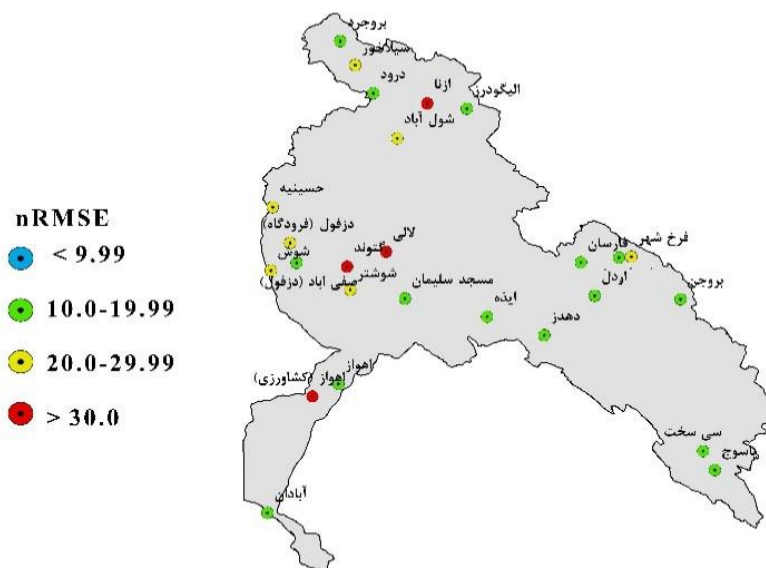 بروجرد
سیلاخور
درود
ازنا
الیگودرز
شول آباد
حسینیه
nRMSE
< 9.99
10.0-19.99
20.0-29.99
> 30.0
دزفول (فرودگاه)
شوش
صفی آباد (دزفول)
گتوند
لالی
شوشتر
مسجد سلیمان
ایذه
دهدز
فارسان
فرخ شهر
اردل
بروجن
اهواز
اهواز (کشاورزی)
آبادان
سی سخت
یاسوج